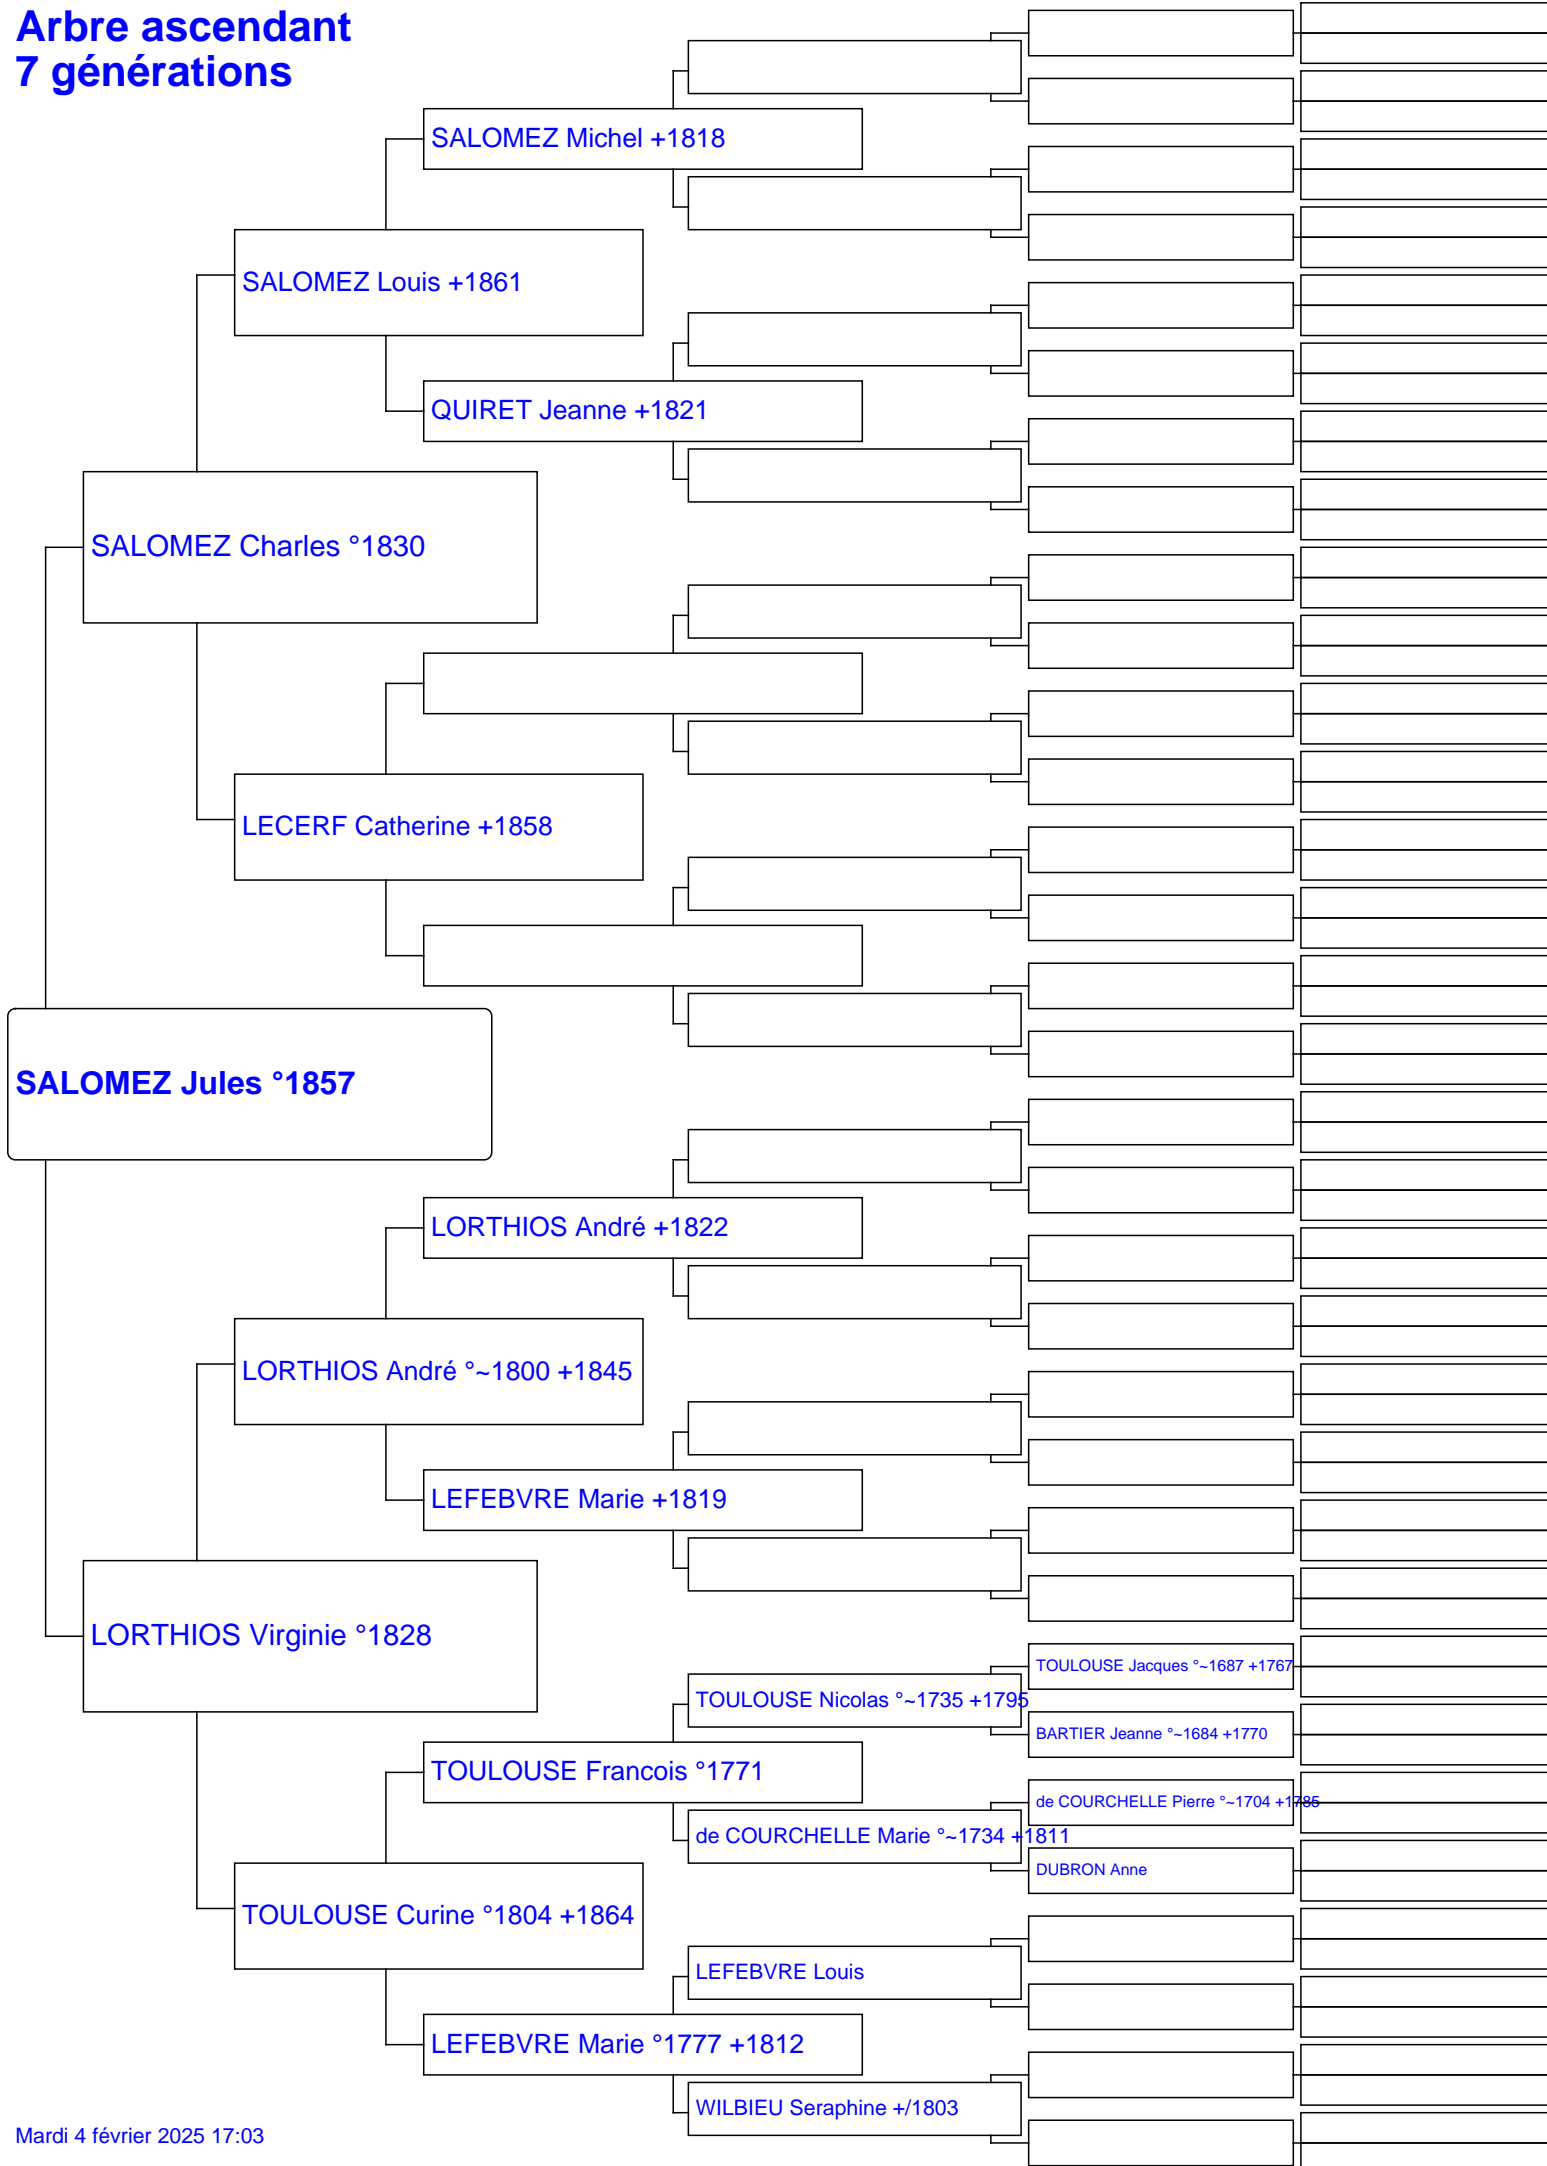 Arbre ascendant
7 générations
SALOMEZ Michel +1818
SALOMEZ Louis +1861
QUIRET Jeanne +1821
SALOMEZ Charles °1830
LECERF Catherine +1858
SALOMEZ Jules °1857
LORTHIOS André +1822
LORTHIOS André °~1800 +1845
LEFEBVRE Marie +1819
LORTHIOS Virginie °1828
TOULOUSE Jacques °~1687 +1767
TOULOUSE Nicolas °~1735 +1795
BARTIER Jeanne °~1684 +1770
TOULOUSE Francois °1771
de COURCHELLE Pierre °~1704 +1785
de COURCHELLE Marie °~1734 +1811
DUBRON Anne
TOULOUSE Curine °1804 +1864
LEFEBVRE Louis
LEFEBVRE Marie °1777 +1812
WILBIEU Seraphine +/1803
Mardi 4 février 2025 17:03